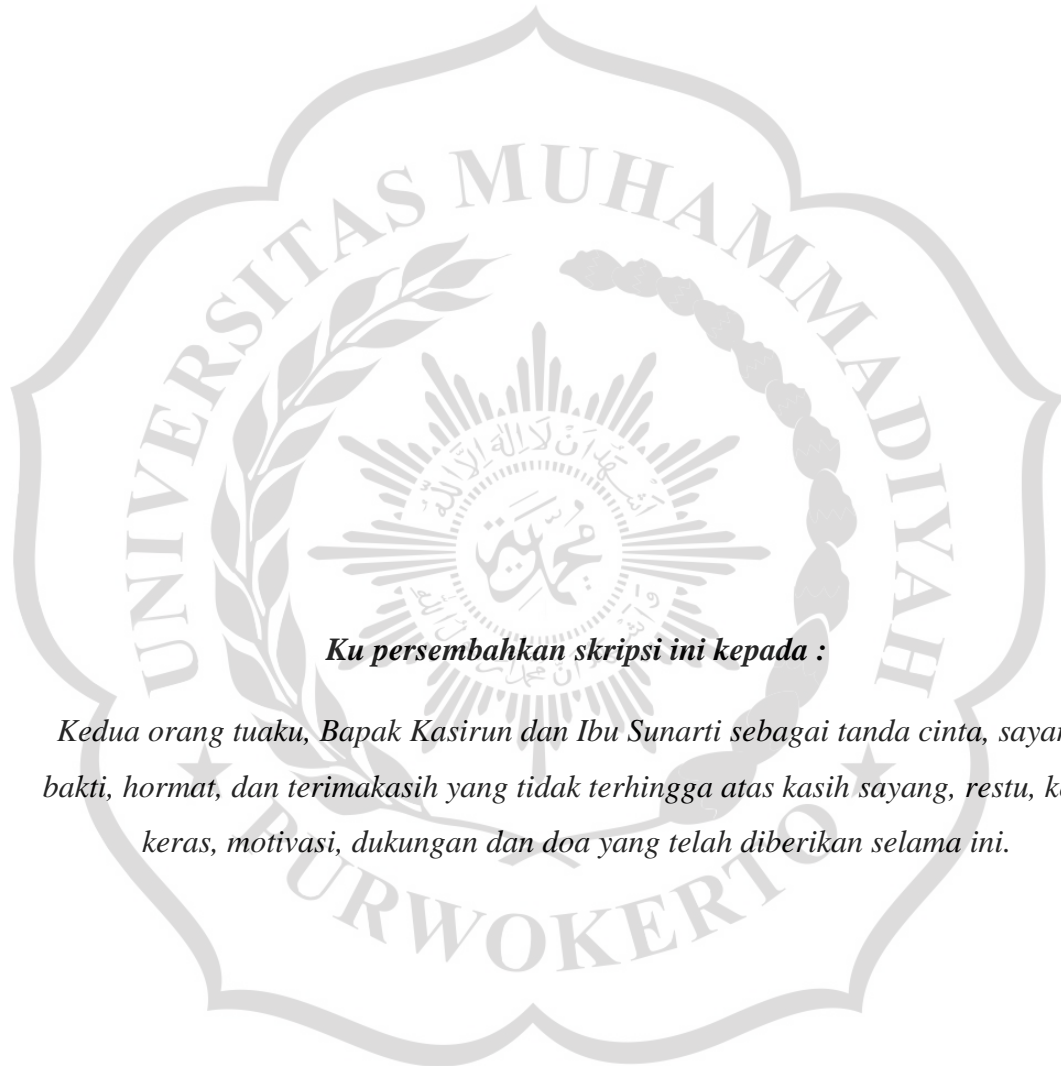 UNIVERSITAS MUHAMMADIYAH
محمد
Ku persembahkan skripsi ini kepada :
Kedua orang tuaku, Bapak Kasirun dan Ibu Sunarti sebagai tanda cinta,
bakti, hormat, dan terimakasih yang tidak terhingga atas kasih sayang, restu,
keras, motivasi, dukungan dan doa yang telah diberikan selama ini.
PURWOKERTO